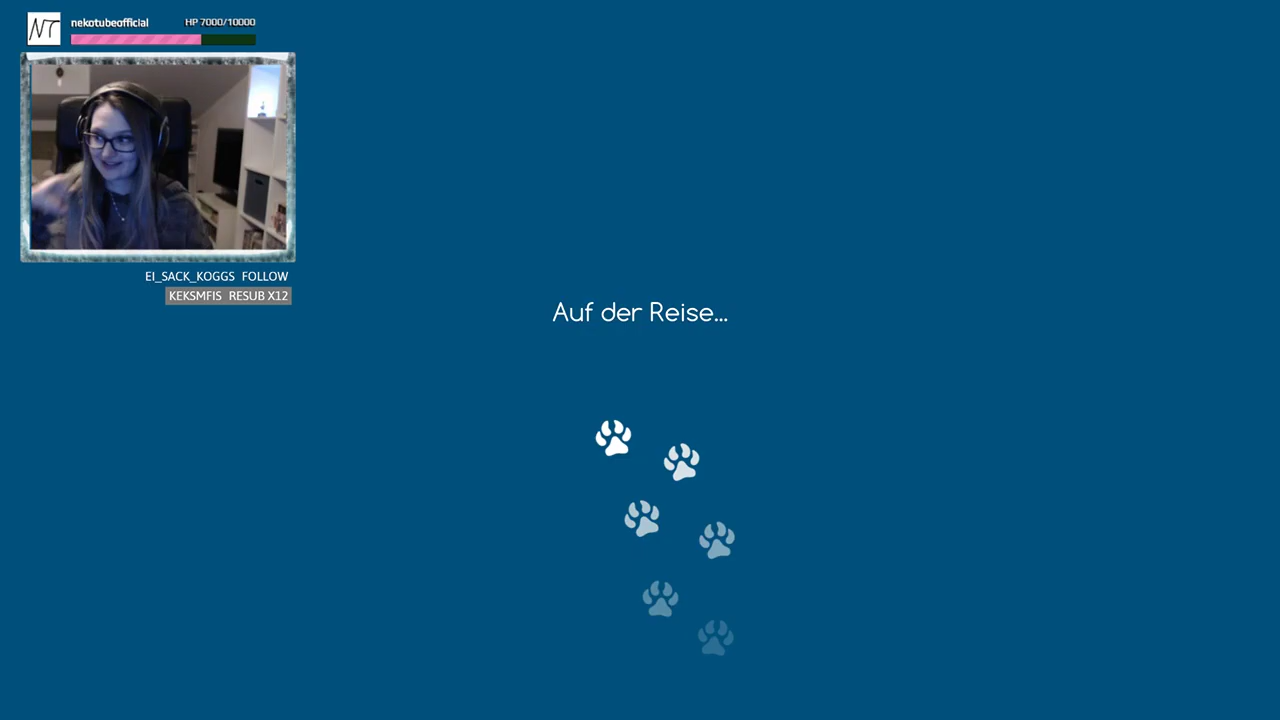 NT
nekotubeofficial
HP 7000/10000
EI_SACK_KOGGS FOLLOW
KEKSMFIS RESUB X12
Auf der Reise...